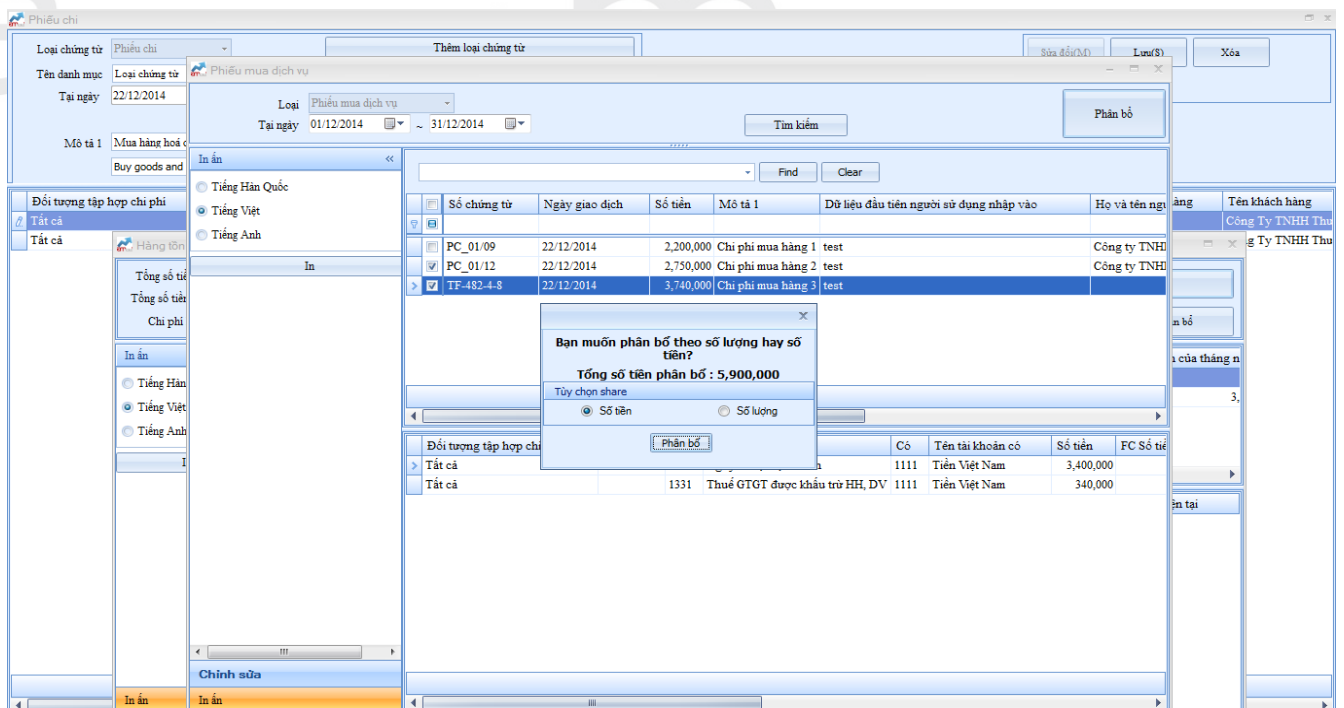 Phiếu chi
Loại chứng từ Phiếu chi Thêm loại chứng từ Sửa đổi(M) Lưu(S) Xóa
Tên danh mục Loại chứng từ
Tại ngày 22/12/2014
Mô tả 1 Mua hàng hoá
Buy goods and
Phiếu mua dịch vụ
Loại Phiếu mua dịch vụ
Tại ngày 01/12/2014 ~ 31/12/2014 Tìm kiếm Phân bổ
In ấn «
Tiếng Hàn Quốc
Tiếng Việt
Tiếng Anh
In
Find Clear
Số chứng từ Ngày giao dịch Số tiền Mô tả 1 Dữ liệu đầu tiên người sử dụng nhập vào Họ và tên
PC_01/09 22/12/2014 2,200,000 Chi phí mua hàng 1 test Công ty
PC_01/12 22/12/2014 2,750,000 Chi phí mua hàng 2 test Công ty
TF-482-4-8 22/12/2014 3,740,000 Chi phí mua hàng 3 test
Bạn muốn phân bổ theo số lượng hay số
tiền?
Tổng số tiền phân bổ : 5,900,000
Tùy chọn share
Số tiền Số lượng
Phân bổ
Đối tượng tập hợp Có Tên tài khoản có Số tiền FC Số
Tất cả 1111 Tiền Việt Nam 3,400,000
Tất cả 1331 Thuế GTGT được khấu trừ HH, DV 1111 Tiền Việt Nam 340,000
Chỉnh sửa
In ấn
Đối tượng tập hợp chi phí Tên khách hàng
Tất cả Công Ty TNHH
Tất cả Ty TNHH
Hàng tồn
Tổng số
Tổng số
Chi phí bổ
In ấn của tháng
Tiếng
Tiếng Việt
Tiếng Anh
tại
In ấn